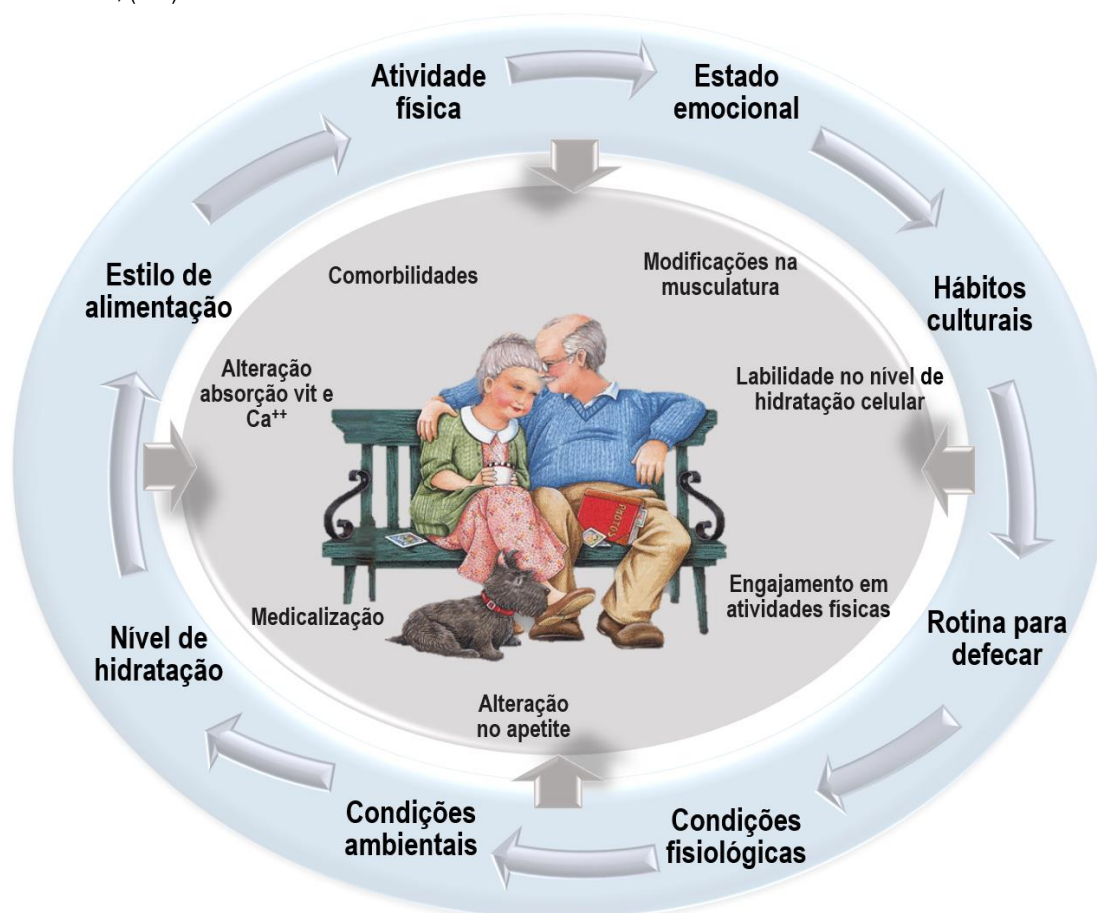 Atividade
física
Estado
emocional
Hábitos
culturais
Rotina para
defecar
Condições
fisiológicas
Condições
ambientais
Nível de
hidratação
Estilo de
alimentação
Comorbilidades
Modificações na
musculatura
Labilidade no nível de
hidratação celular
Engajamento em
atividades físicas
Alteração
no apetite
Medicalização
Alteração
absorção vit e
Ca⁺⁺
PHOTOS